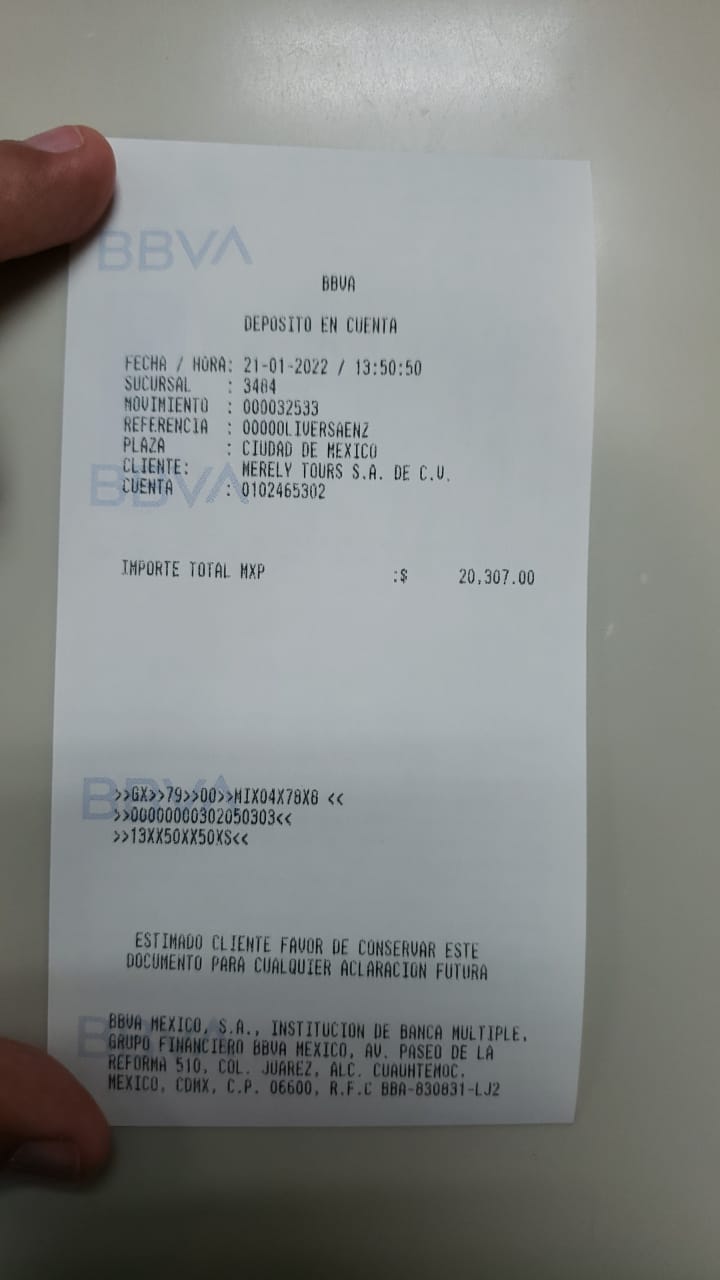 BBVA
BBVA
DEPOSITO EN CUENTA
FECHA / HORA: 21-01-2022 / 13:50:50
SUCURSAL : 3484
MOVIMIENTO : 000032533
REFERENCIA : 00000LIVERSAENZ
PLAZA : CIUDAD DE MEXICO
CLIENTE: MERELY TOURS S.A. DE C.V.
BBVA
CUENTA : 0102465302
IMPORTE TOTAL MXP :$ 20,307.00
BBVA
>>GX>>79>>00>>MIX04X78X8 <<
>>00000000302050303<<
>>13XX50XX50XS<<
ESTIMADO CLIENTE FAVOR DE CONSERVAR ESTE
DOCUMENTO PARA CUALQUIER ACLARACION FUTURA
BBVA
BBVA MEXICO, S.A., INSTITUCION DE BANCA MULTIPLE,
GRUPO FINANCIERO BBVA MEXICO, AV. PASEO DE LA
REFORMA 510, COL. JUAREZ, ALC. CUAUHTEMOC,
MEXICO, CDMX, C.P. 06600, R.F.C BBA-830831-LJ2